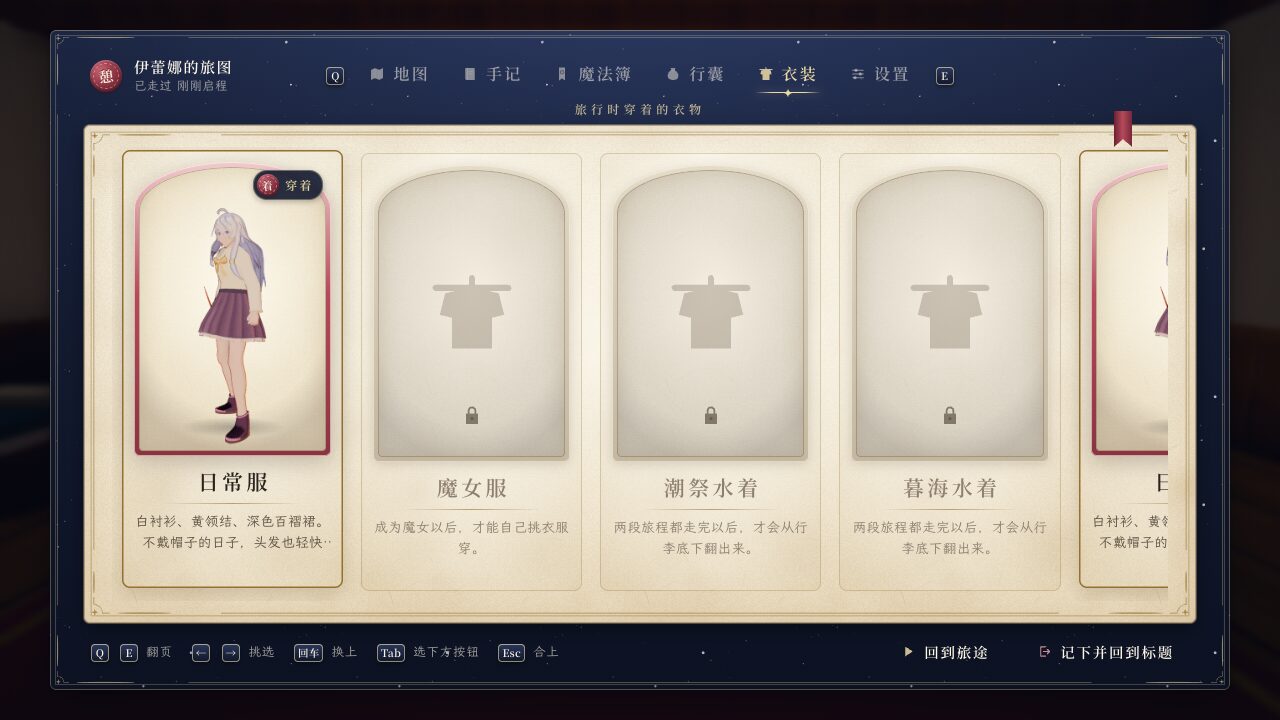 憩
伊蕾娜的旅图
已走过 刚刚启程
Q 地图 手记 魔法簿 行囊 衣装 设置 E
旅行时穿着的衣物
着 穿着
日常服
白衬衫、黄领结、深色百褶裙。
不戴帽子的日子，头发也轻快…
魔女服
成为魔女以后，才能自己挑衣服
穿。
潮祭水着
两段旅程都走完以后，才会从行
李底下翻出来。
暮海水着
两段旅程都走完以后，才会从行
李底下翻出来。
白衬衫、黄
不戴帽子的
Q E 翻页 ← → 挑选 回车 换上 Tab 选下方按钮 Esc 合上
回到旅途 记下并回到标题